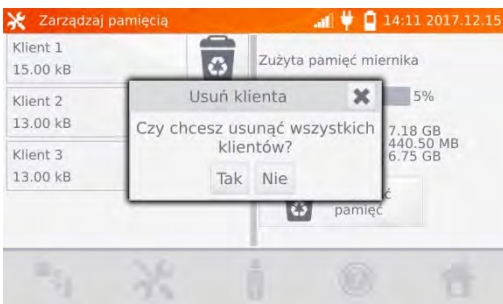 Zarządzaj pamięcią
14:11 2017.12.15
Klient 1
15.00 kB
Zużyta pamięć miernika
Klient 2
13.00 kB
5%
7.18 GB
440.50 MB
6.75 GB
Klient 3
13.00 kB
Usuń klienta
Czy chcesz usunąć wszystkich
klientów?
Tak Nie
pamięć